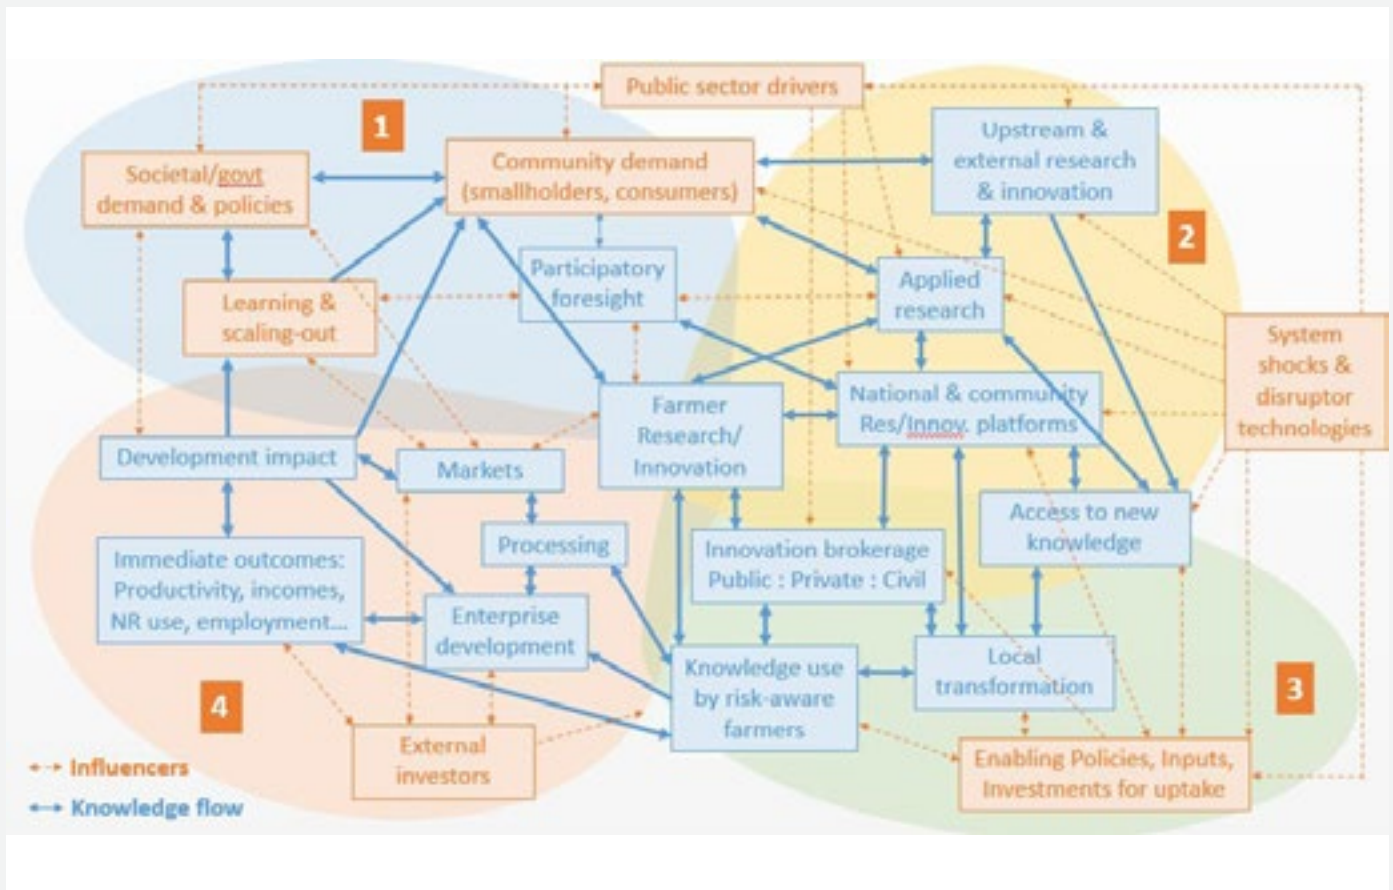 Public sector drivers
1
Societal/govt
demand & policies
Community demand
(smallholders, consumers)
Upstream &
external research
& innovation
2
Learning &
scaling-out
Participatory
foresight
Applied
research
System
shocks &
disruptor
technologies
Farmer
Research/
Innovation
National & community
Res/Innov. platforms
Development impact
Markets
Access to new
knowledge
Processing
Innovation brokerage
Public : Private : Civil
Immediate outcomes:
Productivity, incomes,
NR use, employment...
Enterprise
development
Knowledge use
by risk-aware
farmers
Local
transformation
3
4
External
investors
Enabling Policies, Inputs,
Investments for uptake
Influencers
Knowledge flow